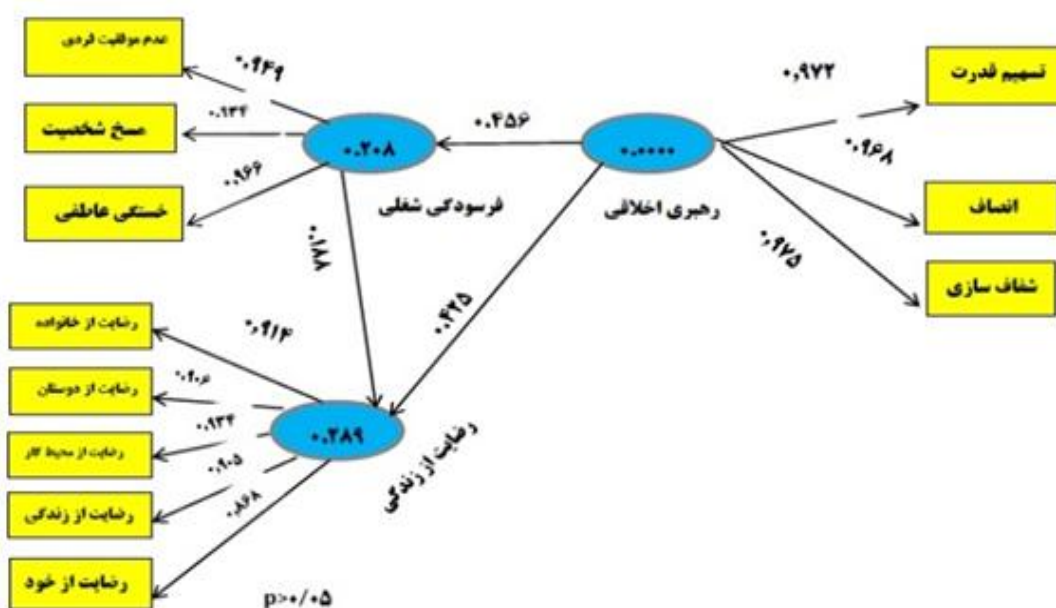 تسهیم قدرت
انصاف
شفاف سازی
۰,۹۷۲
۰.۹۶۸
۰,۹۷۵
۰.۰۰۰۰
رهبری اخلاقی
۰.۴۵۶
۰.۴۲۵
۰.۲۰۸
فرسودگی شغلی
۰.۱۸۸
عدم موفقیت فردی
مسخ شخصیت
خستگی عاطفی
۰.۹۴۹
۰.۹۳۴
۰.۹۶۶
۰.۲۸۹
رضایت از زندگی
رضایت از خانواده
رضایت از دوستان
رضایت از محیط کار
رضایت از زندگی
رضایت از خود
۰,۹۱۴
۰.۹۰۶
۰.۹۳۴
۰.۹۰۵
۰.۸۶۸
p>۰/۰۵